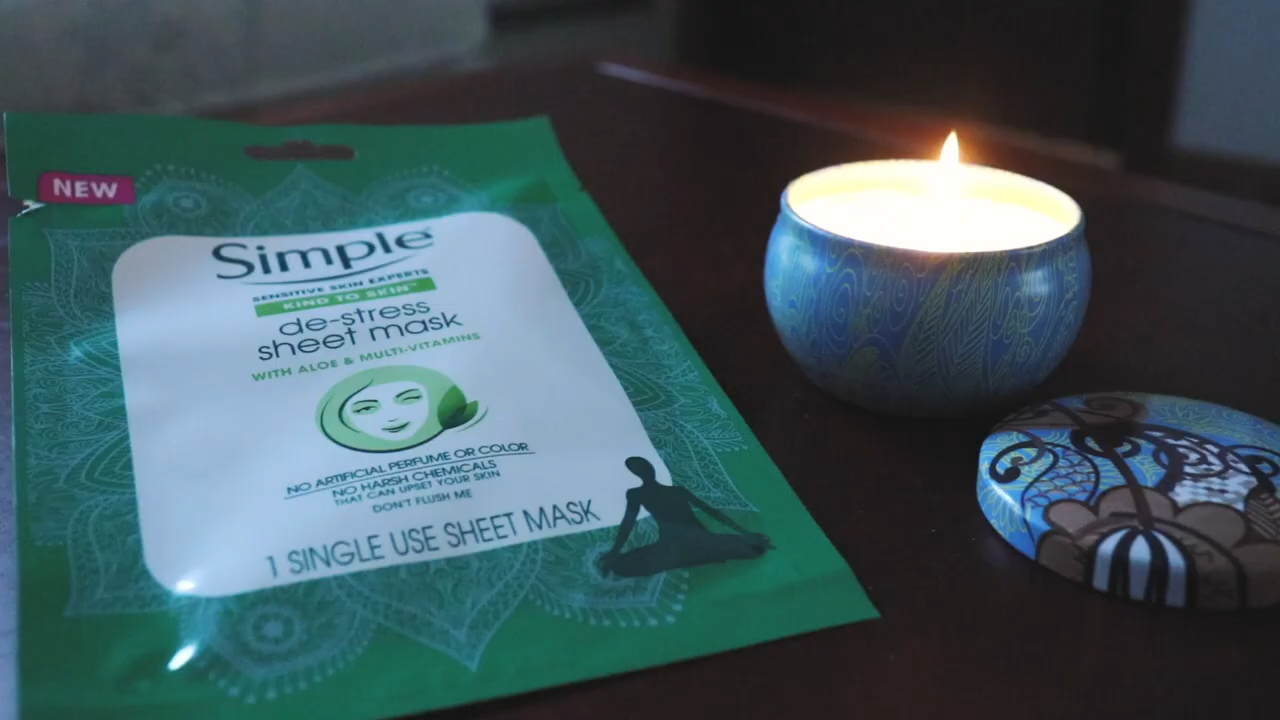 NEW
Simple®
SENSITIVE SKIN EXPERTS
KIND TO SKIN™
de-stress
sheet mask
WITH ALOE & MULTI-VITAMINS
NO ARTIFICIAL PERFUME OR COLOR
NO HARSH CHEMICALS
THAT CAN UPSET YOUR SKIN
DON'T FLUSH ME
1 SINGLE USE SHEET MASK